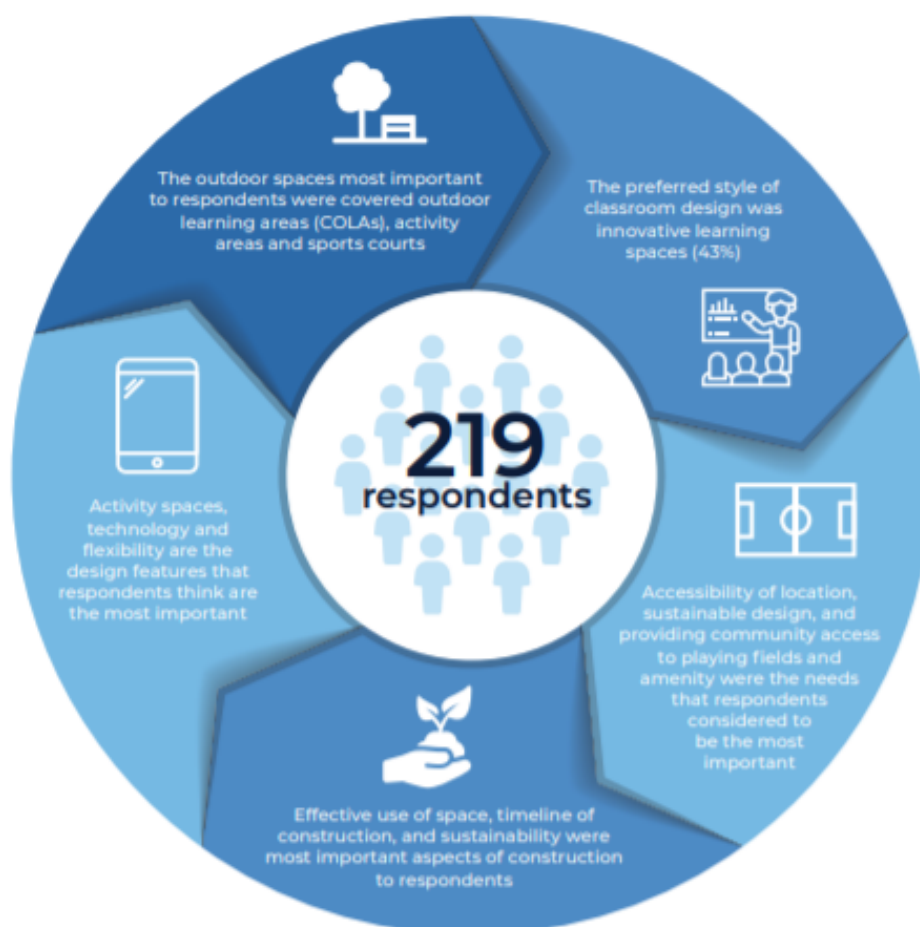 The outdoor spaces most important
to respondents were covered outdoor
learning areas (COLAs), activity
areas and sports courts
The preferred style of
classroom design was
innovative learning
spaces (43%)
219
respondents
Activity spaces,
technology and
flexibility are the
design features that
respondents think are
the most important
Accessibility of location,
sustainable design, and
providing community access
to playing fields and
amenity were the needs
that respondents
considered to
be the most
important
Effective use of space, timeline of
construction, and sustainability were
most important aspects of construction
to respondents